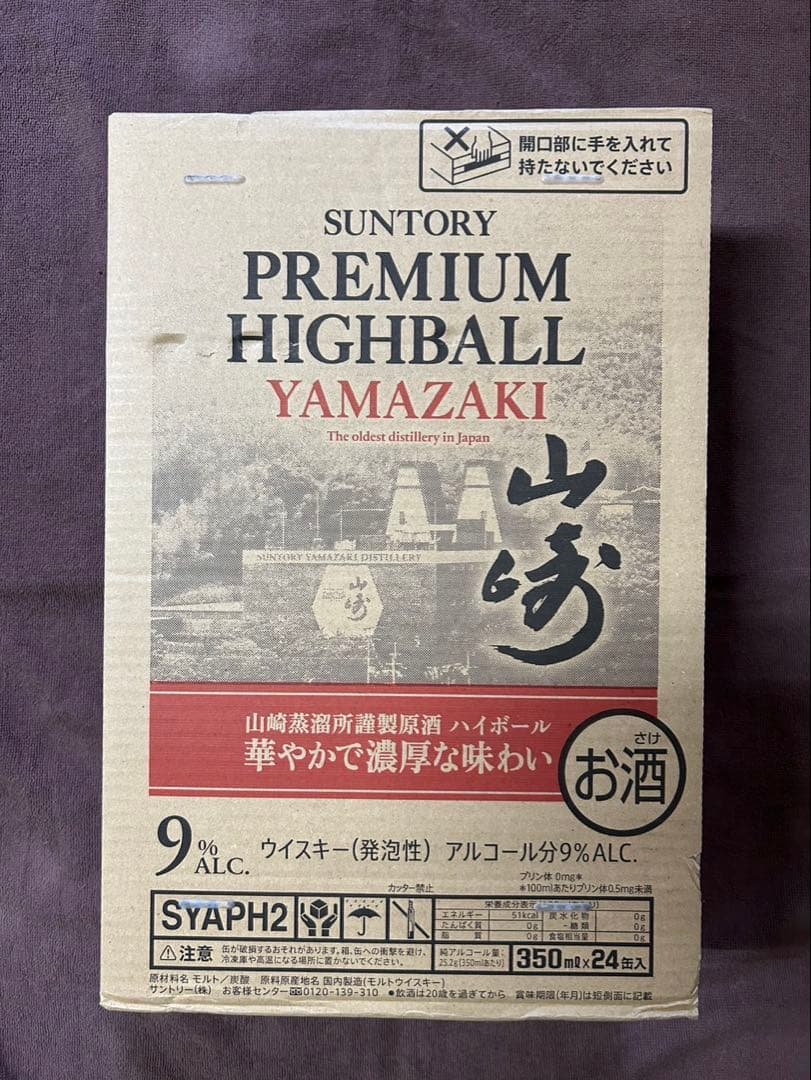 開口部に手を入れて
持たないでください
SUNTORY
PREMIUM
HIGHBALL
YAMAZAKI
The oldest distillery in Japan
山崎
SUNTORY YAMAZAKI DISTILLERY
山崎
山崎蒸溜所謹製原酒 ハイボール
華やかで濃厚な味わい
さけ
お酒
9% ALC.
ウイスキー(発泡性) アルコール分9%ALC.
プリン体 0mg*
*100mlあたりプリン体0.5mg未満
カッター禁止
SYAPH2
栄養成分表示
エネルギー 51kcal 炭水化物 0g
たんぱく質 0g -糖類 0g
脂質 0g 食塩相当量 0g
注意 缶が破損するおそれがあります。箱、缶への衝撃を避け、
冷凍庫や高温になる場所に置かないでください。
純アルコール量:
25.2g(350mlあたり)
350ml×24缶入
原材料名 モルト/炭酸 原料原産地名 国内製造(モルトウイスキー)
サントリー(株) お客様センター 0120-139-310 ●飲酒は20歳を過ぎてから 賞味期限(年月)は短側面に記載